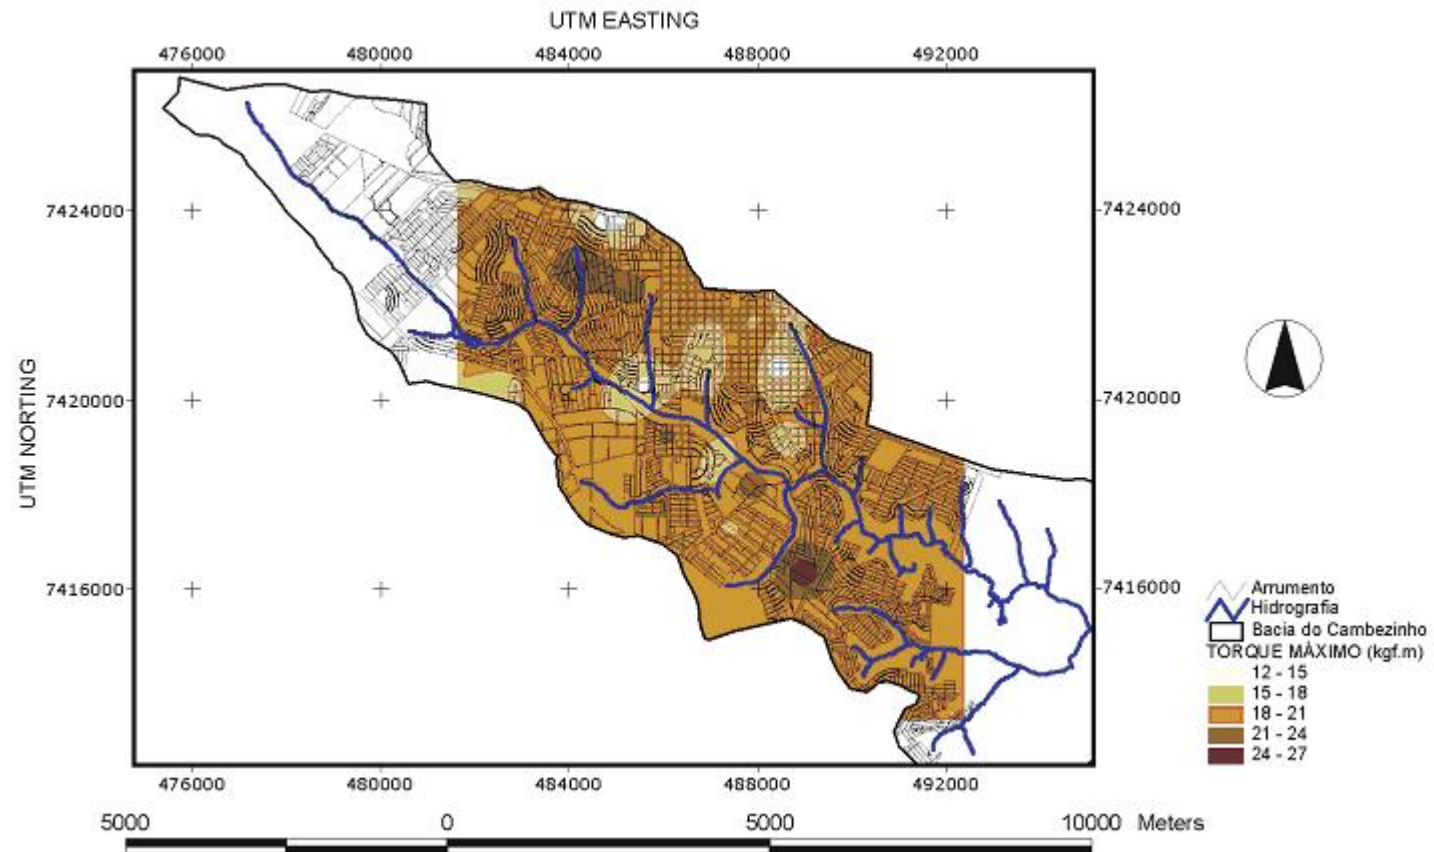 UTM EASTING
476000 480000 484000 488000 492000
7424000 7424000
7420000 7420000
7416000 7416000
UTM NORTING
476000 480000 484000 488000 492000
Arrumento
Hidrografia
Bacia do Cambezinho
TORQUE MÁXIMO (kgf.m)
12 - 15
15 - 18
18 - 21
21 - 24
24 - 27
5000 0 5000 10000 Meters